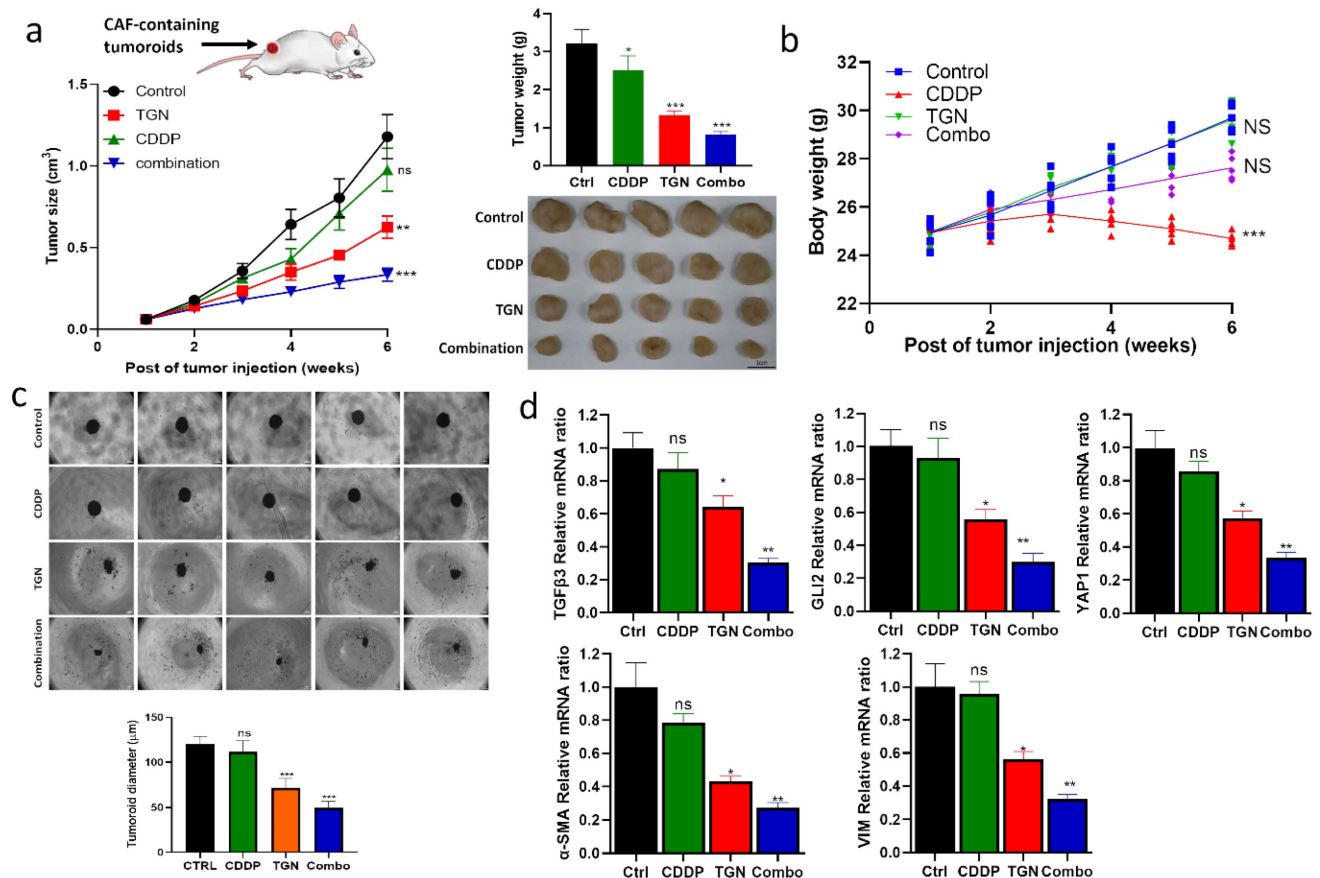 a
CAF-containing
tumoroids
1.5
1.0
0.5
0.0
Tumor size (cm³)
Control
TGN
CDDP
combination
ns
**
***
0
2
4
6
Post of tumor injection (weeks)
Tumor weight (g)
4
3
2
1
0
*
***
***
Ctrl
CDDP
TGN
Combo
Control
CDDP
TGN
Combination
1cm
b
Body weight (g)
32
30
28
26
24
22
Control
CDDP
TGN
Combo
NS
NS
***
0
2
4
6
Post of tumor injection (weeks)
c
Control
CDDP
TGN
Combination
Tumoroid diameter (μm)
150
100
50
0
ns
***
***
CTRL
CDDP
TGN
Combo
d
TGFβ3 Relative mRNA ratio
1.2
1.0
0.8
0.6
0.4
0.2
0.0
ns
*
**
Ctrl
CDDP
TGN
Combo
GLI2 Relative mRNA ratio
1.2
1.0
0.8
0.6
0.4
0.2
0.0
ns
*
**
Ctrl
CDDP
TGN
Combo
YAP1 Relative mRNA ratio
1.2
1.0
0.8
0.6
0.4
0.2
0.0
ns
*
**
Ctrl
CDDP
TGN
Combo
α-SMA Relative mRNA ratio
1.2
1.0
0.8
0.6
0.4
0.2
0.0
ns
*
**
Ctrl
CDDP
TGN
Combo
VIM Relative mRNA ratio
1.2
1.0
0.8
0.6
0.4
0.2
0.0
ns
*
**
Ctrl
CDDP
TGN
Combo